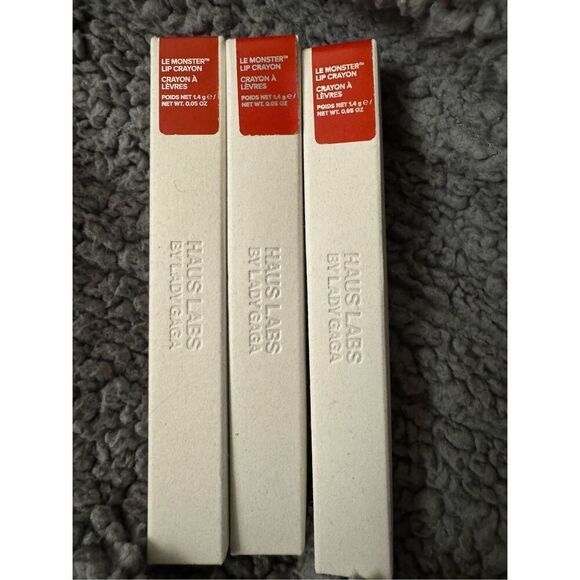 LE MONSTER™
LIP CRAYON
CRAYON À
LÈVRES
POIDS NET 1.4 g ℮ /
NET WT. 0.05 OZ
HAUS LABS
BY LADY GAGA
LE MONSTER™
LIP CRAYON
CRAYON À
LÈVRES
POIDS NET 1.4 g ℮ /
NET WT. 0.05 OZ
HAUS LABS
BY LADY GAGA
LE MONSTER™
LIP CRAYON
CRAYON À
LÈVRES
POIDS NET 1.4 g ℮ /
NET WT. 0.05 OZ
HAUS LABS
BY LADY GAGA